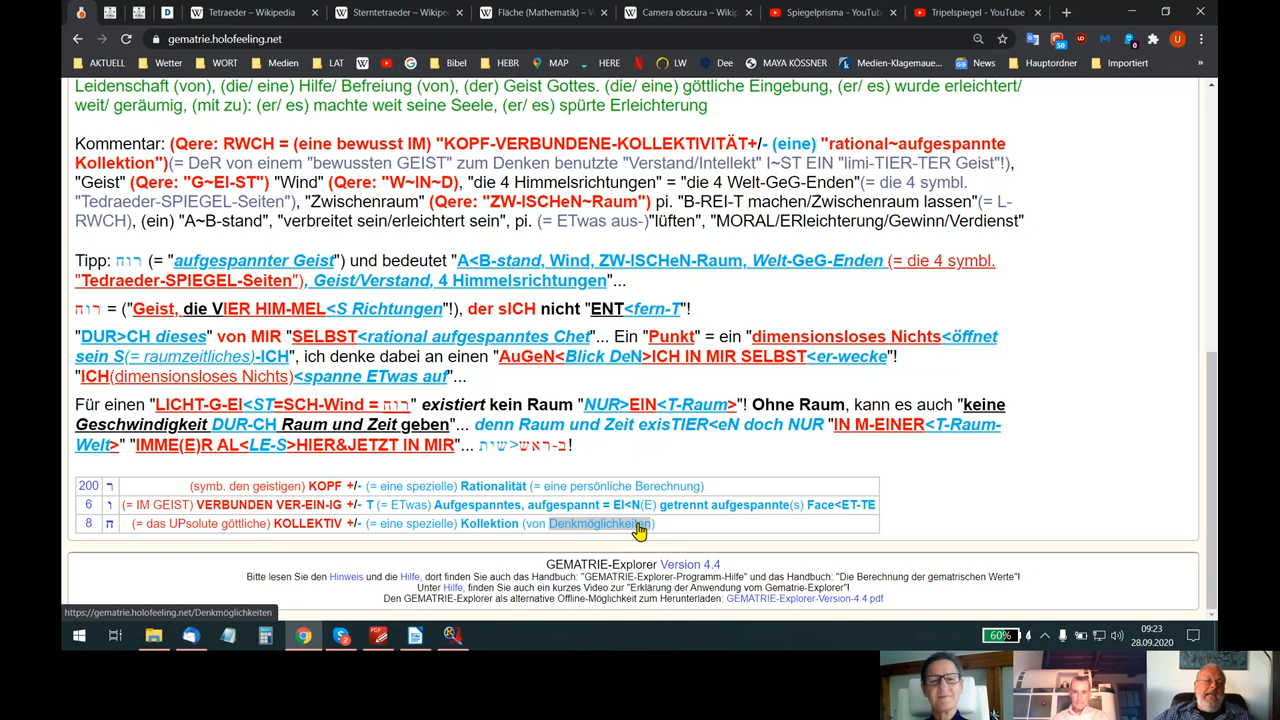 Tetraeder – Wikipedia
Sterntetraeder – Wikipe
Fläche (Mathematik) –
Camera obscura – Wikip
Spiegelprisma - YouTube
Tripelspiegel - YouTube
gematrie.holofeeling.net
AKTUELL Wetter WORT Medien LAT Bibel HEBR MAP HERE LW Dee MAYA KÖSSNER Medien-Klagemaue... News Hauptordner Importiert
Leidenschaft (von), (die/ eine) Hilfe/ Befreiung (von), (der) Geist Gottes. (die/ eine) göttliche Eingebung, (er/ es) wurde erleichtert/
weit/ geräumig, (mit zu): (er/ es) machte weit seine Seele, (er/ es) spürte Erleichterung
Kommentar: (Qere: RWCH = (eine bewusst IM) "KOPF-VERBUNDENE-KOLLEKTIVITÄT+/- (eine) "rational~aufgespannte
Kollektion")(= DeR von einem "bewussten GEIST" zum Denken benutzte "Verstand/Intellekt" I~ST EIN "limi-TIER-TER Geist"!),
"Geist" (Qere: "G~EI-ST") "Wind" (Qere: "W~IN~D), "die 4 Himmelsrichtungen" = "die 4 Welt-GeG-Enden"(= die 4 symbl.
"Tedraeder-SPIEGEL-Seiten"), "Zwischenraum" (Qere: "ZW-ISCHeN~Raum") pi. "B-REI-T machen/Zwischenraum lassen"(= L-
RWCH), (ein) "A~B-stand", "verbreitet sein/erleichtert sein", pi. (= ETwas aus-)"lüften", "MORAL/ERleichterung/Gewinn/Verdienst"
Tipp: רוח (= "aufgespannter Geist") und bedeutet "A<B-stand, Wind, ZW-ISCHeN-Raum, Welt-GeG-Enden (= die 4 symbl.
"Tedraeder-SPIEGEL-Seiten"), Geist/Verstand, 4 Himmelsrichtungen"...
רוח = ("Geist, die VIER HIM-MEL<S Richtungen"!), der sICH nicht "ENT<fern-T"!
"DUR>CH dieses" von MIR "SELBST<rational aufgespanntes Chet"... Ein "Punkt" = ein "dimensionsloses Nichts<öffnet
sein S(= raumzeitliches)-ICH", ich denke dabei an einen "AuGeN<Blick DeN>ICH IN MIR SELBST<er-wecke"!
"ICH(dimensionsloses Nichts)<spanne ETwas auf"...
Für einen "LICHT-G-EI<ST=SCH-Wind = רוח" existiert kein Raum "NUR>EIN<T-Raum>"! Ohne Raum, kann es auch "keine
Geschwindigkeit DUR-CH Raum und Zeit geben"... denn Raum und Zeit exisTIER<eN doch NUR "IN M-EINER<T-Raum-
Welt>" "IMME(E)R AL<LE-S>HIER&JETZT IN MIR"... ב-ראש>שית!
200 ר (symb. den geistigen) KOPF +/- (= eine spezielle) Rationalität (= eine persönliche Berechnung)
6 ו (= IM GEIST) VERBUNDEN VER-EIN-IG +/- T (= ETwas) Aufgespanntes, aufgespannt = EI<N(E) getrennt aufgespannte(s) Face<ET-TE
8 ח (= das UPsolute göttliche) KOLLEKTIV +/- (= eine spezielle) Kollektion (von Denkmöglichkeiten)
GEMATRIE-Explorer Version 4.4
Bitte lesen Sie den Hinweis und die Hilfe, dort finden Sie auch das Handbuch: "GEMATRIE-Explorer-Programm-Hilfe" und das Handbuch: "Die Berechnung der gematrischen Werte"!
Unter Hilfe, finden Sie auch ein kurzes Video zur "Erklärung der Anwendung vom Gematrie-Explorer"!
Den GEMATRIE-Explorer als alternative Offline-Möglichkeit zum Herunterladen: GEMATRIE-Explorer-Version-4.4.pdf
https://gematrie.holofeeling.net/Denkmöglichkeiten
60%
09:23
28.09.2020